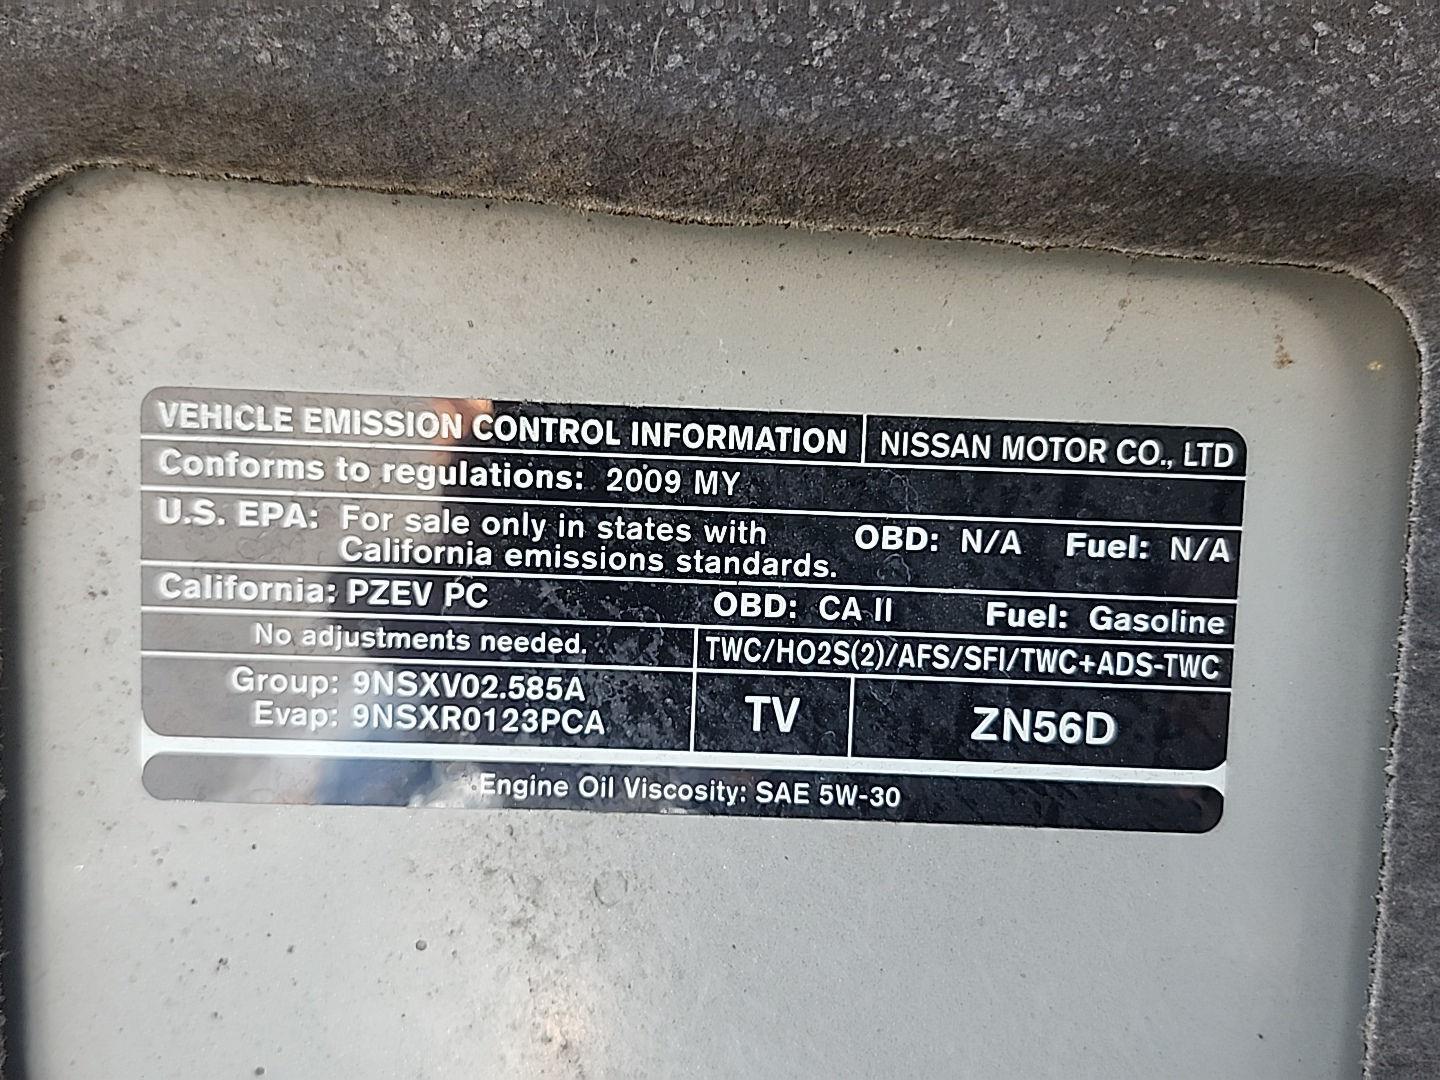 VEHICLE EMISSION CONTROL INFORMATION NISSAN MOTOR CO., LTD
Conforms to regulations: 2009 MY
U.S. EPA: For sale only in states with OBD: N/A Fuel: N/A
California emissions standards.
California: PZEV PC OBD: CA II Fuel: Gasoline
No adjustments needed. TWC/HO2S(2)/AFS/SFI/TWC+ADS-TWC
Group: 9NSXV02.585A
Evap: 9NSXR0123PCA
TV ZN56D
Engine Oil Viscosity: SAE 5W-30